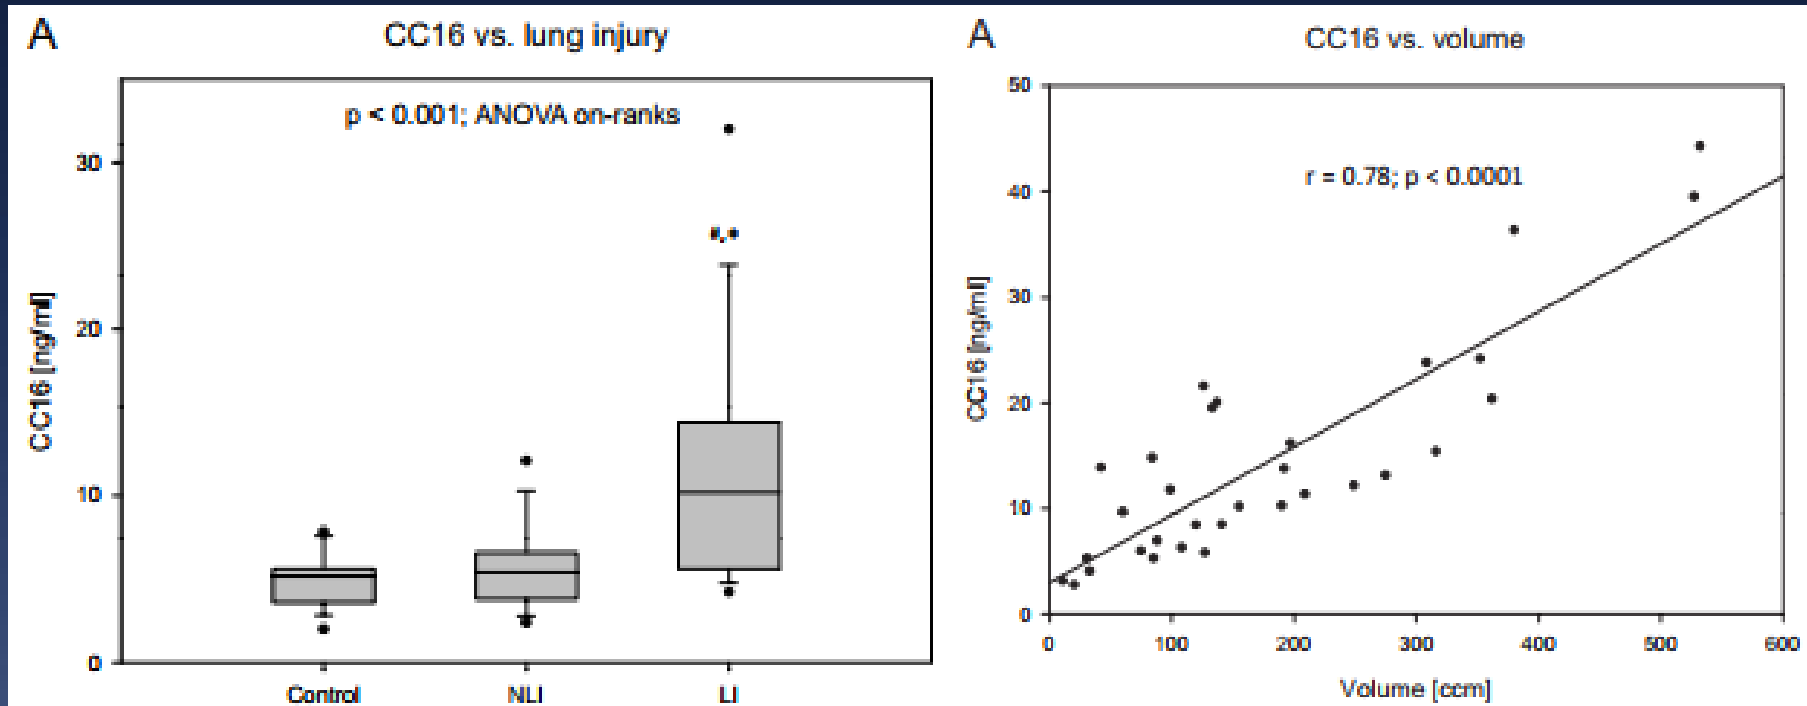 A
CC16 vs. lung injury
p < 0.001; ANOVA on-ranks
30
20
10
0
CC16 [ng/ml]
Control
NLI
LI
A
CC16 vs. volume
r = 0.78; p < 0.0001
50
40
30
20
10
0
CC16 [ng/ml]
0
100
200
300
400
500
600
Volume [ccm]